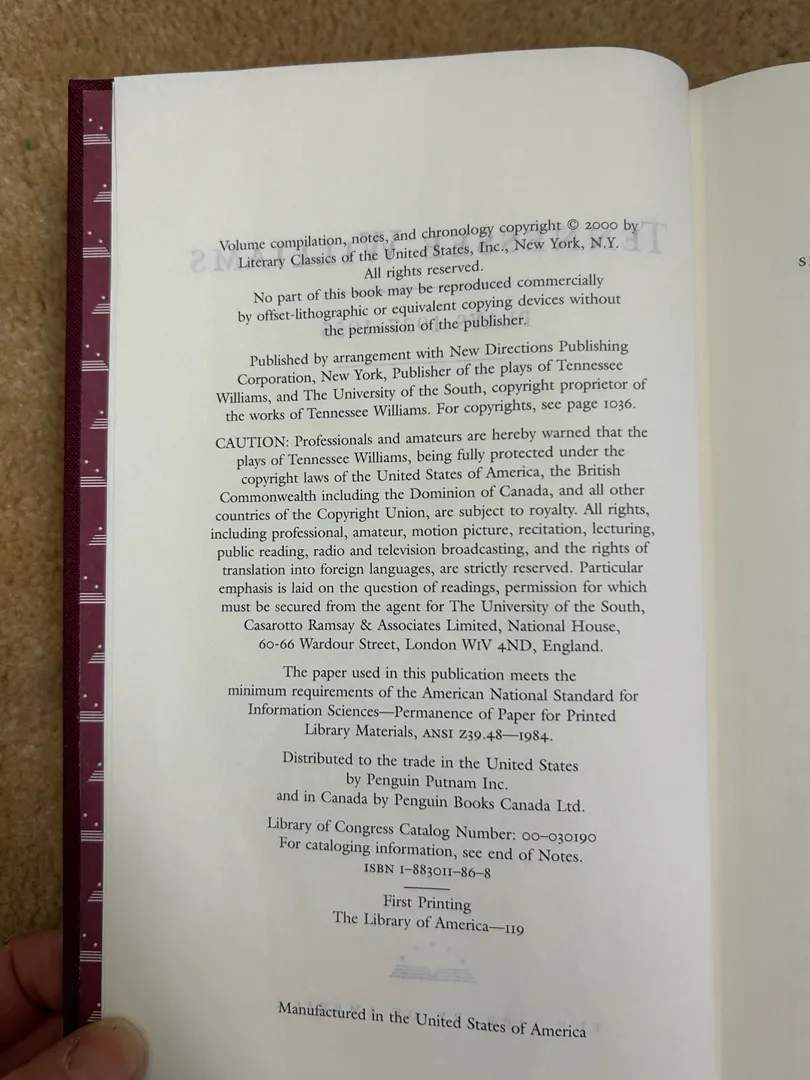 Volume compilation, notes, and chronology copyright © 2000 by
Literary Classics of the United States, Inc., New York, N.Y.
All rights reserved.
No part of this book may be reproduced commercially
by offset-lithographic or equivalent copying devices without
the permission of the publisher.
Published by arrangement with New Directions Publishing
Corporation, New York, Publisher of the plays of Tennessee
Williams, and The University of the South, copyright proprietor of
the works of Tennessee Williams. For copyrights, see page 1036.
CAUTION: Professionals and amateurs are hereby warned that the
plays of Tennessee Williams, being fully protected under the
copyright laws of the United States of America, the British
Commonwealth including the Dominion of Canada, and all other
countries of the Copyright Union, are subject to royalty. All rights,
including professional, amateur, motion picture, recitation, lecturing,
public reading, radio and television broadcasting, and the rights of
translation into foreign languages, are strictly reserved. Particular
emphasis is laid on the question of readings, permission for which
must be secured from the agent for The University of the South,
Casarotto Ramsay & Associates Limited, National House,
60-66 Wardour Street, London W1V 4ND, England.
The paper used in this publication meets the
minimum requirements of the American National Standard for
Information Sciences—Permanence of Paper for Printed
Library Materials, ANSI Z39.48—1984.
Distributed to the trade in the United States
by Penguin Putnam Inc.
and in Canada by Penguin Books Canada Ltd.
Library of Congress Catalog Number: 00–030190
For cataloging information, see end of Notes.
ISBN 1–883011–86–8
First Printing
The Library of America—119
Manufactured in the United States of America